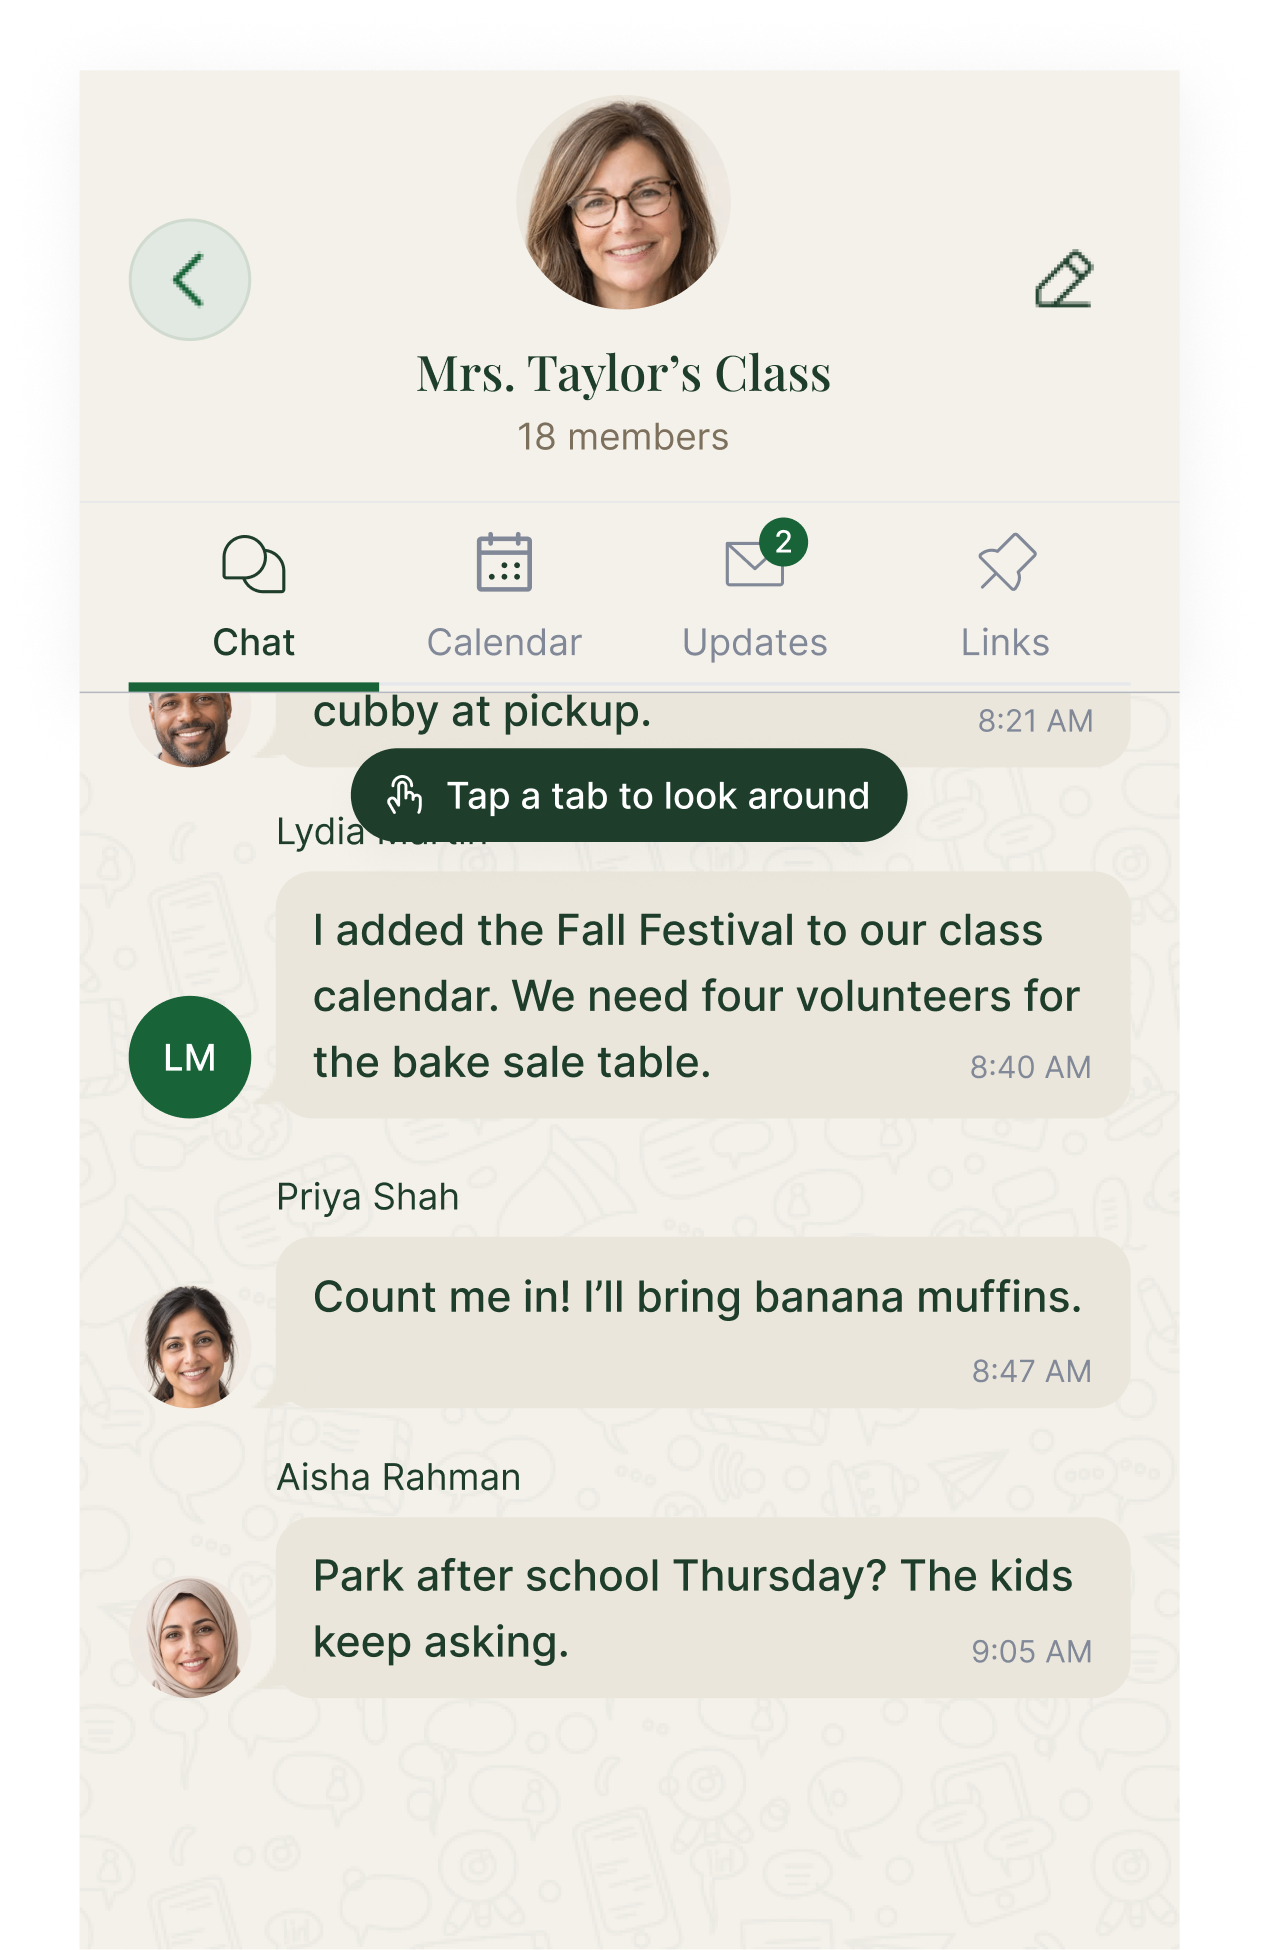 Mrs. Taylor’s Class
18 members
2
Chat
Calendar
Updates
Links
cubby at pickup.
8:21 AM
Tap a tab to look around
Lydia
I added the Fall Festival to our class
calendar. We need four volunteers for
the bake sale table.
8:40 AM
LM
Priya Shah
Count me in! I’ll bring banana muffins.
8:47 AM
Aisha Rahman
Park after school Thursday? The kids
keep asking.
9:05 AM